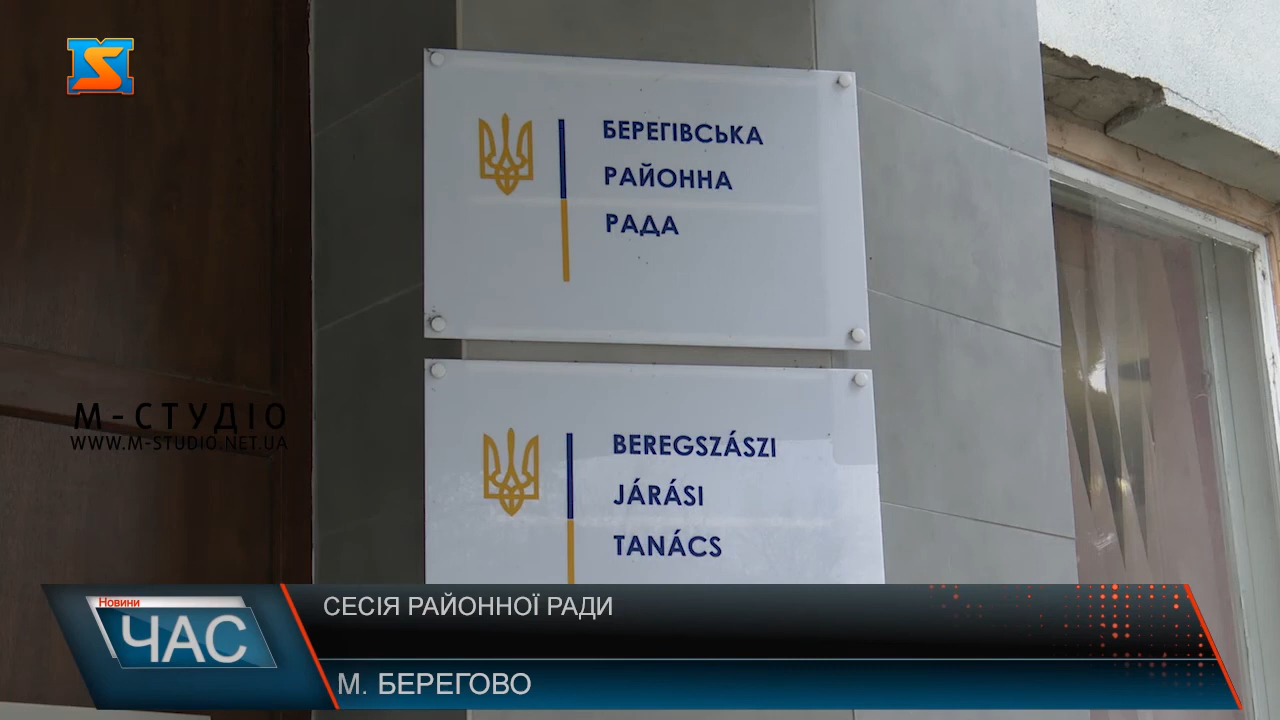 БЕРЕГІВСЬКА
РАЙОННА
РАДА
BEREGSZÁSZI
JÁRÁSI
TANÁCS
М-СТУДІО
WWW.M-STUDIO.NET.UA
Новини
ЧАС
СЕСІЯ РАЙОННОЇ РАДИ
М. БЕРЕГОВО